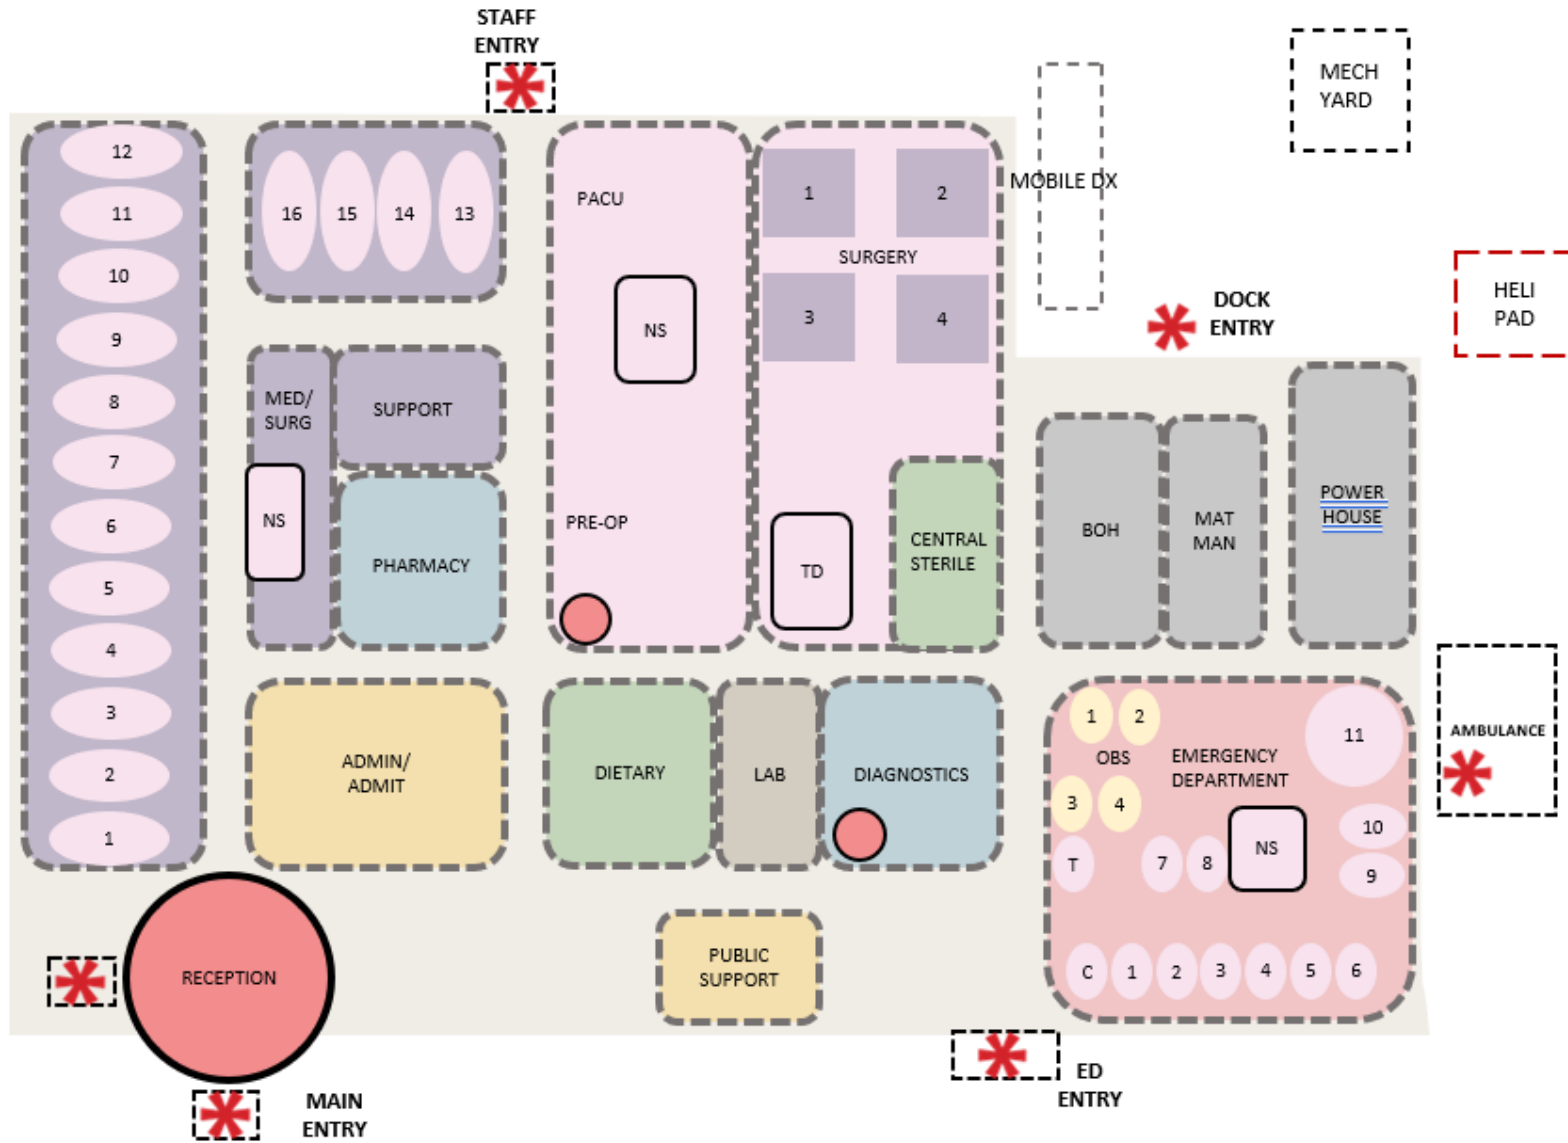 STAFF
ENTRY
MECH
YARD
12
11
10
9
8
7
6
5
4
3
2
1
16
15
14
13
MED/
SURG
SUPPORT
NS
PHARMACY
ADMIN/
ADMIT
PACU
NS
PRE-OP
1
2
SURGERY
3
4
TD
CENTRAL
STERILE
MOBILE DX
DOCK
ENTRY
HELI
PAD
BOH
MAT
MAN
POWER
HOUSE
DIETARY
LAB
DIAGNOSTICS
1
2
OBS
3
4
EMERGENCY
DEPARTMENT
11
10
9
T
7
8
NS
C
1
2
3
4
5
6
AMBULANCE
RECEPTION
PUBLIC
SUPPORT
MAIN
ENTRY
ED
ENTRY